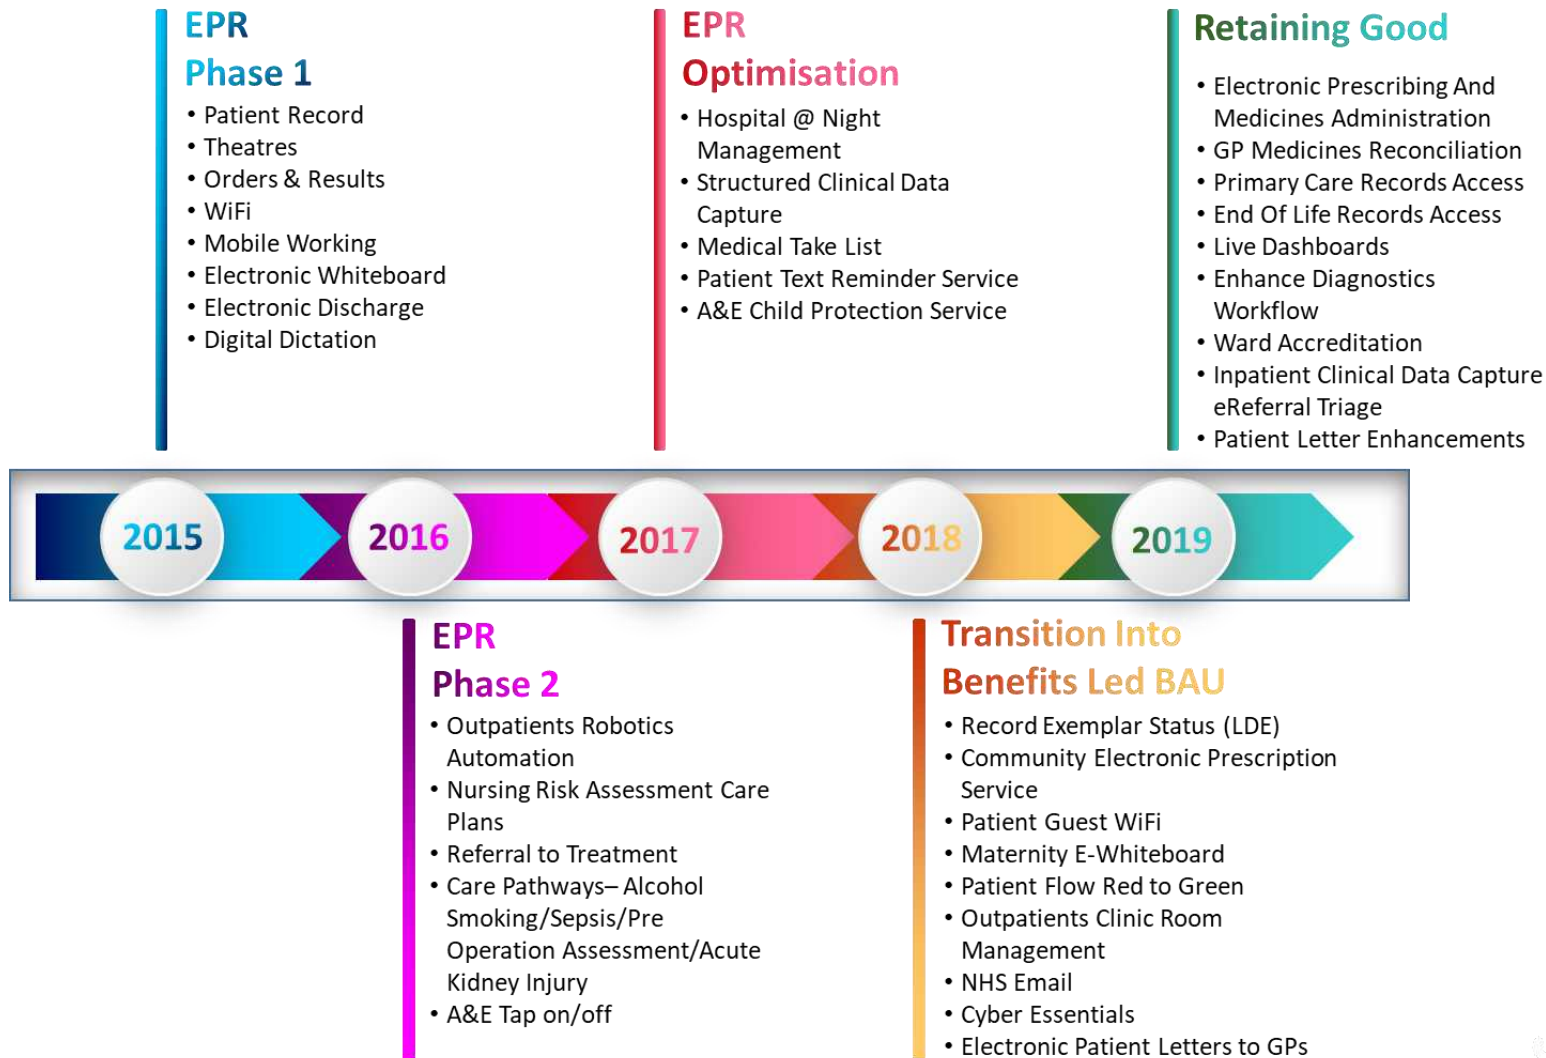 EPR
Phase 1
• Patient Record
• Theatres
• Orders & Results
• WiFi
• Mobile Working
• Electronic Whiteboard
• Electronic Discharge
• Digital Dictation
EPR
Optimisation
• Hospital @ Night
Management
• Structured Clinical Data
Capture
• Medical Take List
• Patient Text Reminder Service
• A&E Child Protection Service
Retaining Good
• Electronic Prescribing And
Medicines Administration
• GP Medicines Reconciliation
• Primary Care Records Access
• End Of Life Records Access
• Live Dashboards
• Enhance Diagnostics
Workflow
• Ward Accreditation
• Inpatient Clinical Data Capture
eReferral Triage
• Patient Letter Enhancements
2015
2016
2017
2018
2019
EPR
Phase 2
• Outpatients Robotics
Automation
• Nursing Risk Assessment Care
Plans
• Referral to Treatment
• Care Pathways– Alcohol
Smoking/Sepsis/Pre
Operation Assessment/Acute
Kidney Injury
• A&E Tap on/off
Transition Into
Benefits Led BAU
• Record Exemplar Status (LDE)
• Community Electronic Prescription
Service
• Patient Guest WiFi
• Maternity E-Whiteboard
• Patient Flow Red to Green
• Outpatients Clinic Room
Management
• NHS Email
• Cyber Essentials
• Electronic Patient Letters to GPs